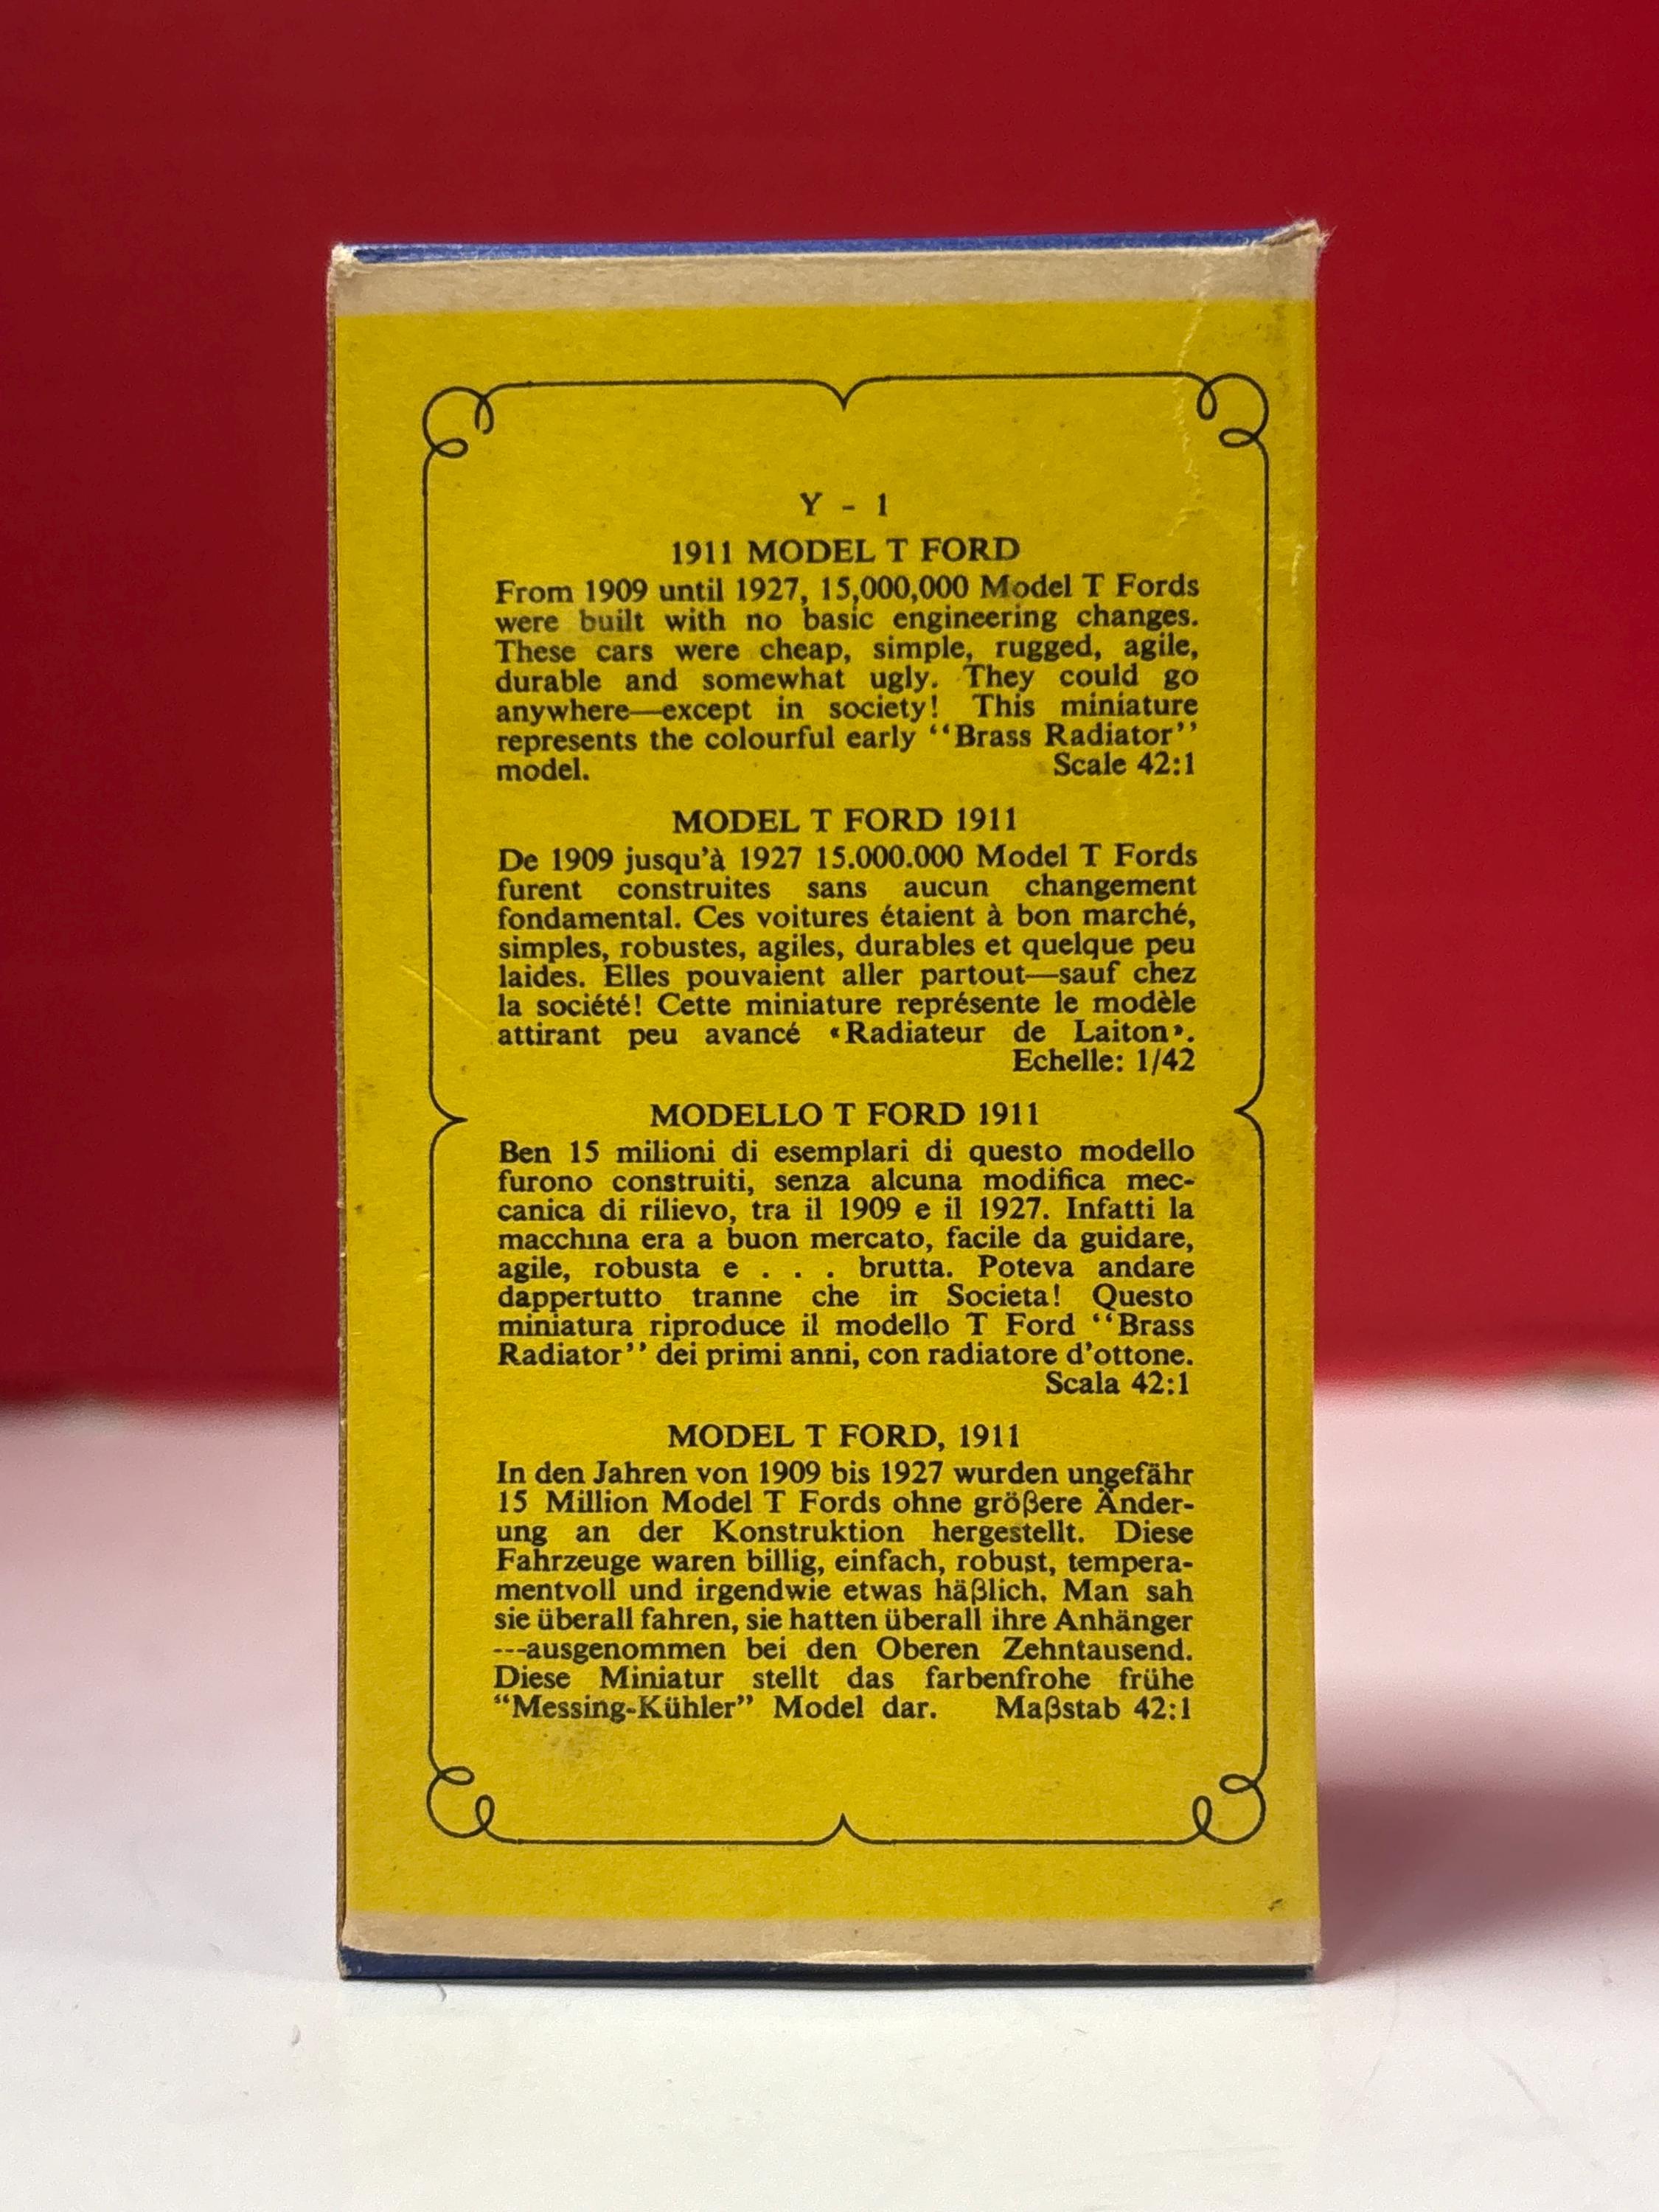 Y - 1
1911 MODEL T FORD
From 1909 until 1927, 15,000,000 Model T Fords
were built with no basic engineering changes.
These cars were cheap, simple, rugged, agile,
durable and somewhat ugly. They could go
anywhere—except in society! This miniature
represents the colourful early “Brass Radiator”
model. Scale 42:1
MODEL T FORD 1911
De 1909 jusqu’à 1927 15.000.000 Model T Fords
furent construites sans aucun changement
fondamental. Ces voitures étaient à bon marché,
simples, robustes, agiles, durables et quelque peu
laides. Elles pouvaient aller partout—sauf chez
la société! Cette miniature représente le modèle
attirant peu avancé «Radiateur de Laiton».
Echelle: 1/42
MODELLO T FORD 1911
Ben 15 milioni di esemplari di questo modello
furono construiti, senza alcuna modifica mec-
canica di rilievo, tra il 1909 e il 1927. Infatti la
macchina era a buon mercato, facile da guidare,
agile, robusta e . . . brutta. Poteva andare
dappertutto tranne che in Societa! Questo
miniatura riproduce il modello T Ford “Brass
Radiator” dei primi anni, con radiatore d’ottone.
Scala 42:1
MODEL T FORD, 1911
In den Jahren von 1909 bis 1927 wurden ungefähr
15 Million Model T Fords ohne größere Änder-
ung an der Konstruktion hergestellt. Diese
Fahrzeuge waren billig, einfach, robust, tempera-
mentvoll und irgendwie etwas häßlich. Man sah
sie überall fahren, sie hatten überall ihre Anhänger
---ausgenommen bei den Oberen Zehntausend.
Diese Miniatur stellt das farbenfrohe frühe
“Messing-Kühler” Model dar. Maßstab 42:1